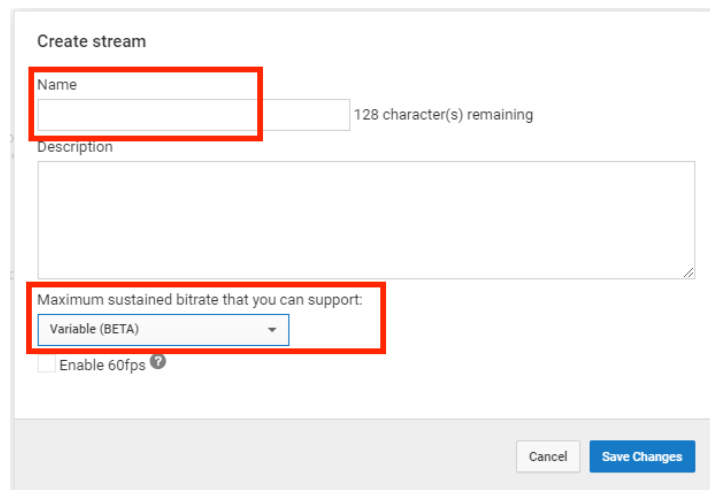 Create stream
Name
128 character(s) remaining
Description
Maximum sustained bitrate that you can support:
Variable (BETA)
Enable 60fps ?
Cancel Save Changes